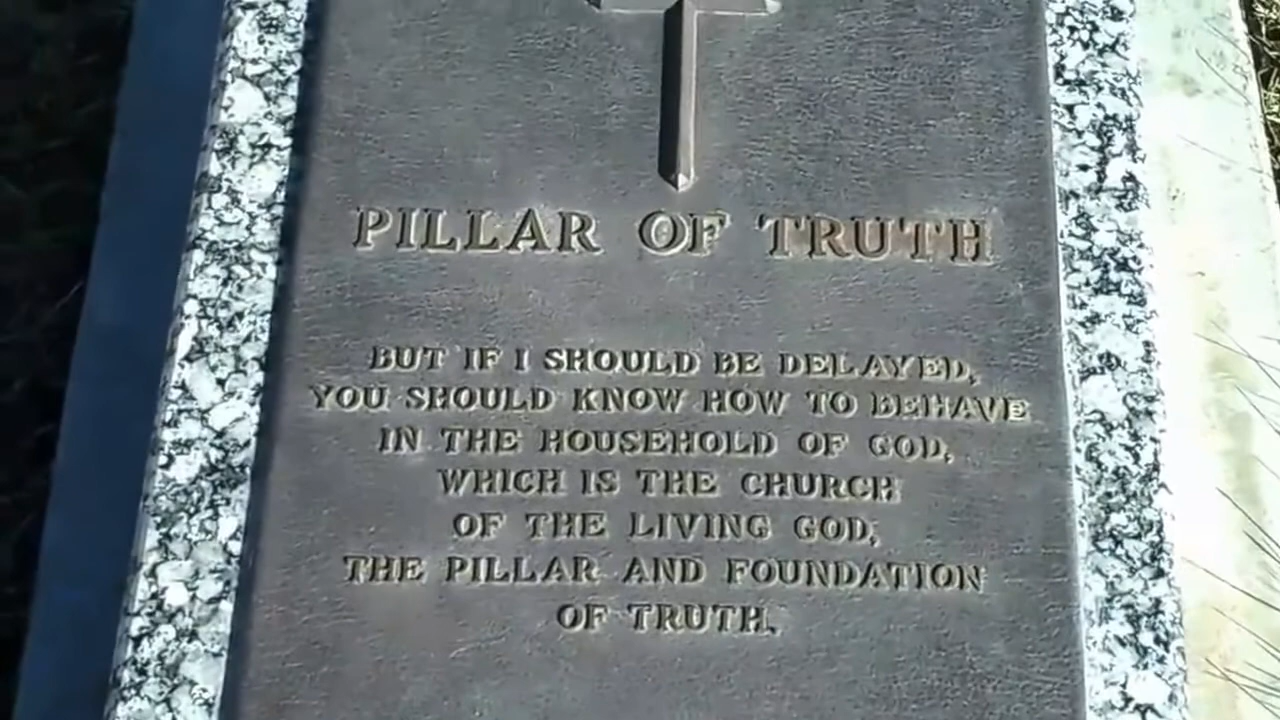 PILLAR OF TRUTH
BUT IF I SHOULD BE DELAYED,
YOU SHOULD KNOW HOW TO BEHAVE
IN THE HOUSEHOLD OF GOD,
WHICH IS THE CHURCH
OF THE LIVING GOD,
THE PILLAR AND FOUNDATION
OF TRUTH.